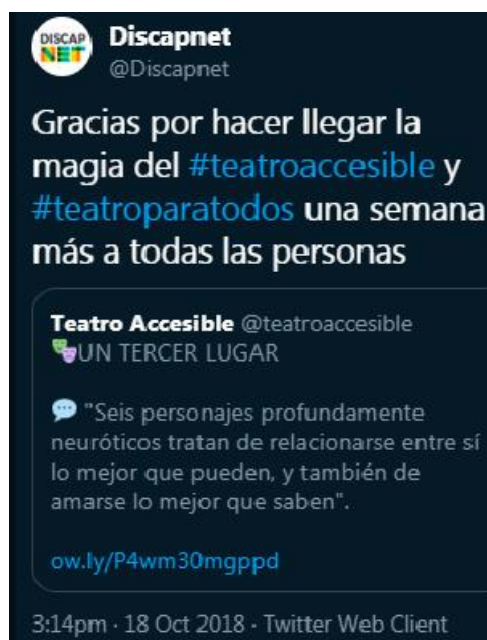 DISCAP
NET
Discapnet
@Discapnet
Gracias por hacer llegar la
magia del #teatroaccesible y
#teatroparatodos una semana
más a todas las personas
Teatro Accesible @teatroaccesible
🎭UN TERCER LUGAR
💬 "Seis personajes profundamente
neuróticos tratan de relacionarse entre sí
lo mejor que pueden, y también de
amarse lo mejor que saben".
ow.ly/P4wm30mgppd
3:14pm · 18 Oct 2018 · Twitter Web Client